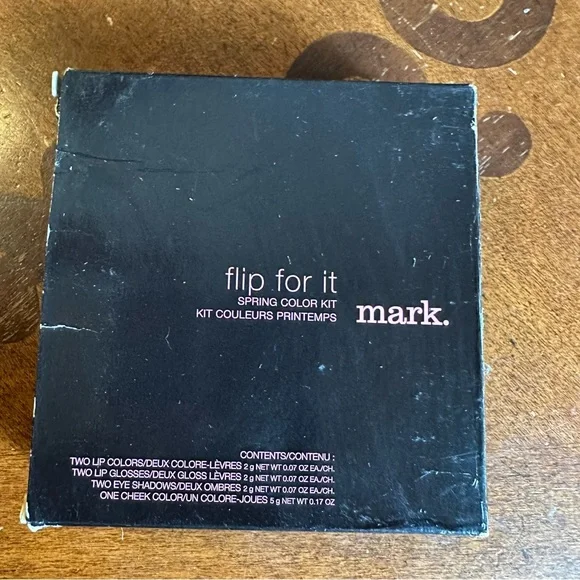 flip for it
SPRING COLOR KIT
KIT COULEURS PRINTEMPS
mark.
CONTENTS/CONTENU :
TWO LIP COLORS/DEUX COLORE-LÈVRES 2 g NET WT 0.07 OZ EA./CH.
TWO LIP GLOSSES/DEUX GLOSS LÈVRES 2 g NET WT 0.07 OZ EA./CH.
TWO EYE SHADOWS/DEUX OMBRES 2 g NET WT 0.07 OZ EA./CH.
ONE CHEEK COLOR/UN COLORE-JOUES 5 g NET WT 0.17 OZ